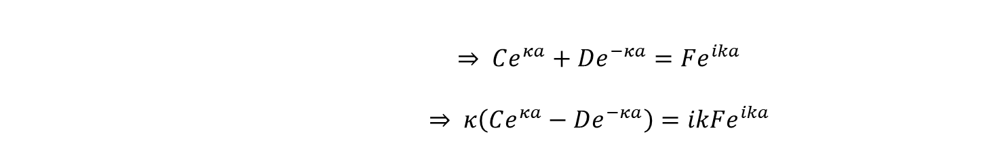 ⇒ Ce^{κa} + De^{−κa} = Fe^{ika}
⇒ κ(Ce^{κa} − De^{−κa}) = ikFe^{ika}